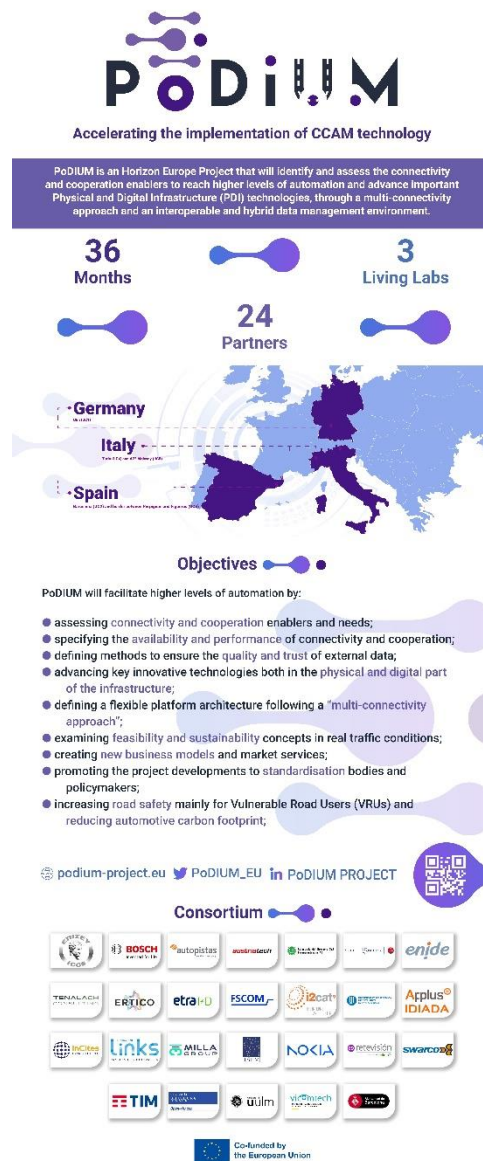 PoDiUM
Accelerating the implementation of CCAM technology
PoDIUM is an Horizon Europe Project that will identify and assess the connectivity
and cooperation enablers to reach higher levels of automation and advance important
Physical and Digital Infrastructure (PDI) technologies, through a multi-connectivity
approach and an interoperable and hybrid data management environment.
36
Months
3
Living Labs
24
Partners
Germany
Italy
Spain
Objectives
PoDIUM will facilitate higher levels of automation by:
assessing connectivity and cooperation enablers and needs;
specifying the availability and performance of connectivity and cooperation;
defining methods to ensure the quality and trust of external data;
advancing key innovative technologies both in the physical and digital part
of the infrastructure;
defining a flexible platform architecture following a "multi-connectivity
approach";
examining feasibility and sustainability concepts in real traffic conditions;
creating new business models and market services;
promoting the project developments to standardisation bodies and
policymakers;
increasing road safety mainly for Vulnerable Road Users (VRUs) and
reducing automotive carbon footprint;
podium-project.eu PoDIUM_EU in PoDIUM PROJECT
Consortium
BOSCH autopistas austriatech enide
TENALACH ERTICO etra I+D FSCOM i2cat Applus IDIADA
InCites links MILLA GROUP NOKIA retevisión SWARCO
TIM uulm vicomtech
Co-funded by
the European Union